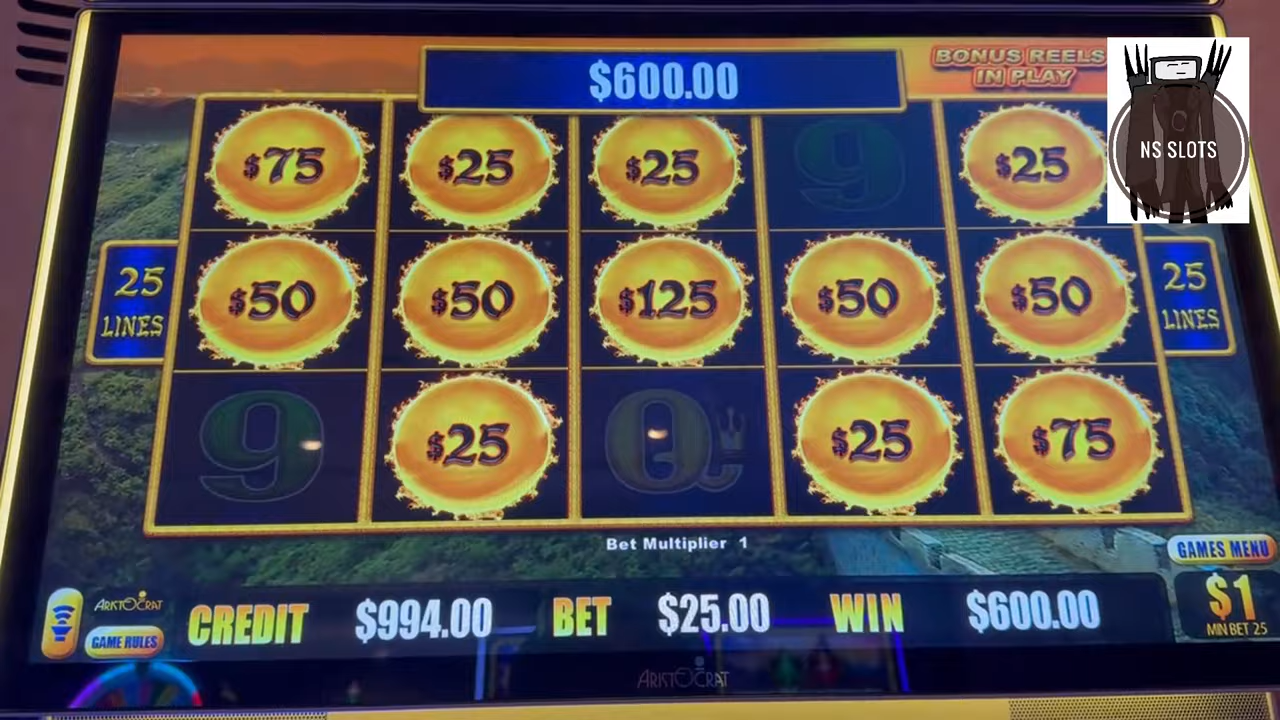 $600.00
BONUS REELS
IN PLAY
$75 $25 $25 9 $25
NS SLOTS
25
LINES
$50 $50 $125 $50 $50
25
LINES
9 $25 Q $25 $75
Bet Multiplier 1
GAMES MENU
ARISTOCRAT
GAME RULES
CREDIT $994.00 BET $25.00 WIN $600.00
$1
MIN BET 25
ARISTOCRAT